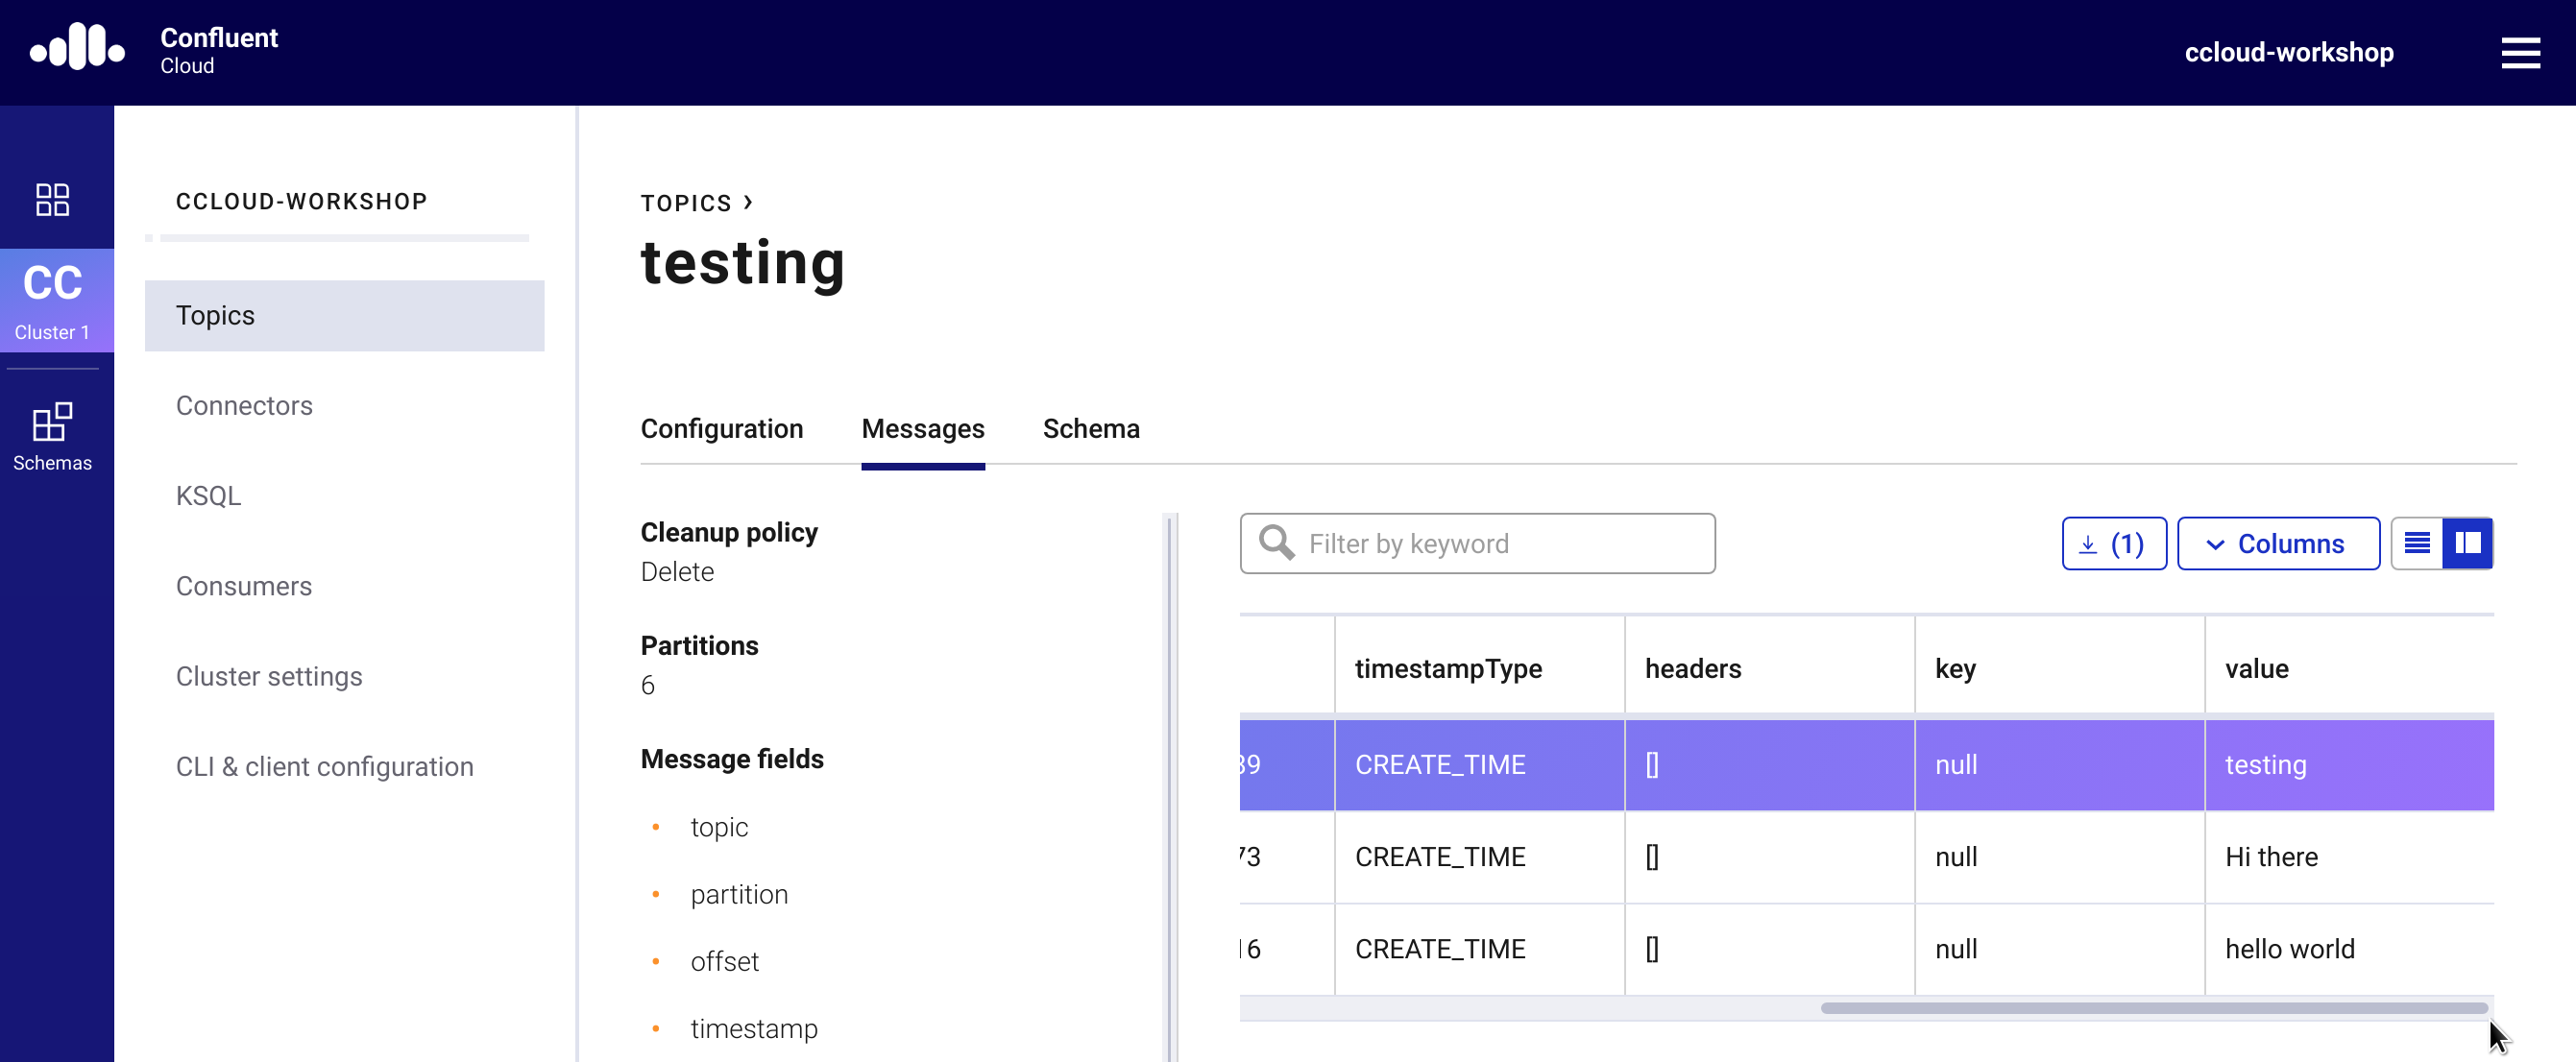 Confluent
Cloud
ccloud-workshop
CC
Cluster 1
Schemas
CCLOUD-WORKSHOP
Topics
Connectors
KSQL
Consumers
Cluster settings
CLI & client configuration
TOPICS ›
testing
Configuration Messages Schema
Cleanup policy
Delete
Partitions
6
Message fields
• topic
• partition
• offset
• timestamp
Filter by keyword
(1) Columns
timestampType headers key value
39 CREATE_TIME [] null testing
73 CREATE_TIME [] null Hi there
16 CREATE_TIME [] null hello world